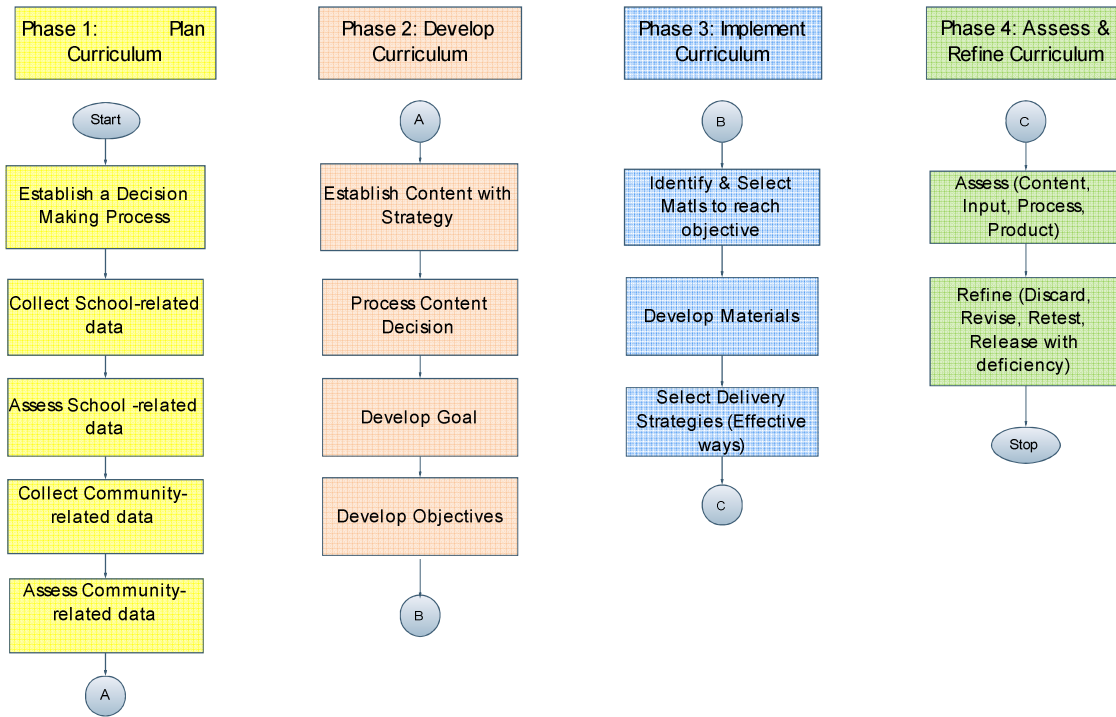 Phase 1: Plan
Curriculum
Start
Establish a Decision
Making Process
Collect School-related
data
Assess School -related
data
Collect Community-
related data
Assess Community-
related data
A
Phase 2: Develop
Curriculum
A
Establish Content with
Strategy
Process Content
Decision
Develop Goal
Develop Objectives
B
Phase 3: Implement
Curriculum
B
Identify & Select
Matls to reach
objective
Develop Materials
Select Delivery
Strategies (Effective
ways)
C
Phase 4: Assess &
Refine Curriculum
C
Assess (Content,
Input, Process,
Product)
Refine (Discard,
Revise, Retest,
Release with
deficiency)
Stop